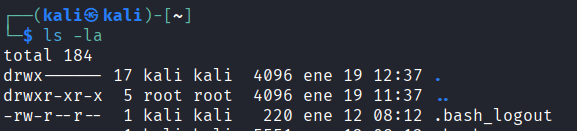 ┌──(kali㉿kali)-[~]
└─$ ls -la
total 184
drwx------ 17 kali kali  4096 ene 19 12:37 .
drwxr-xr-x  5 root root  4096 ene 19 11:37 ..
-rw-r--r--  1 kali kali   220 ene 12 08:12 .bash_logout